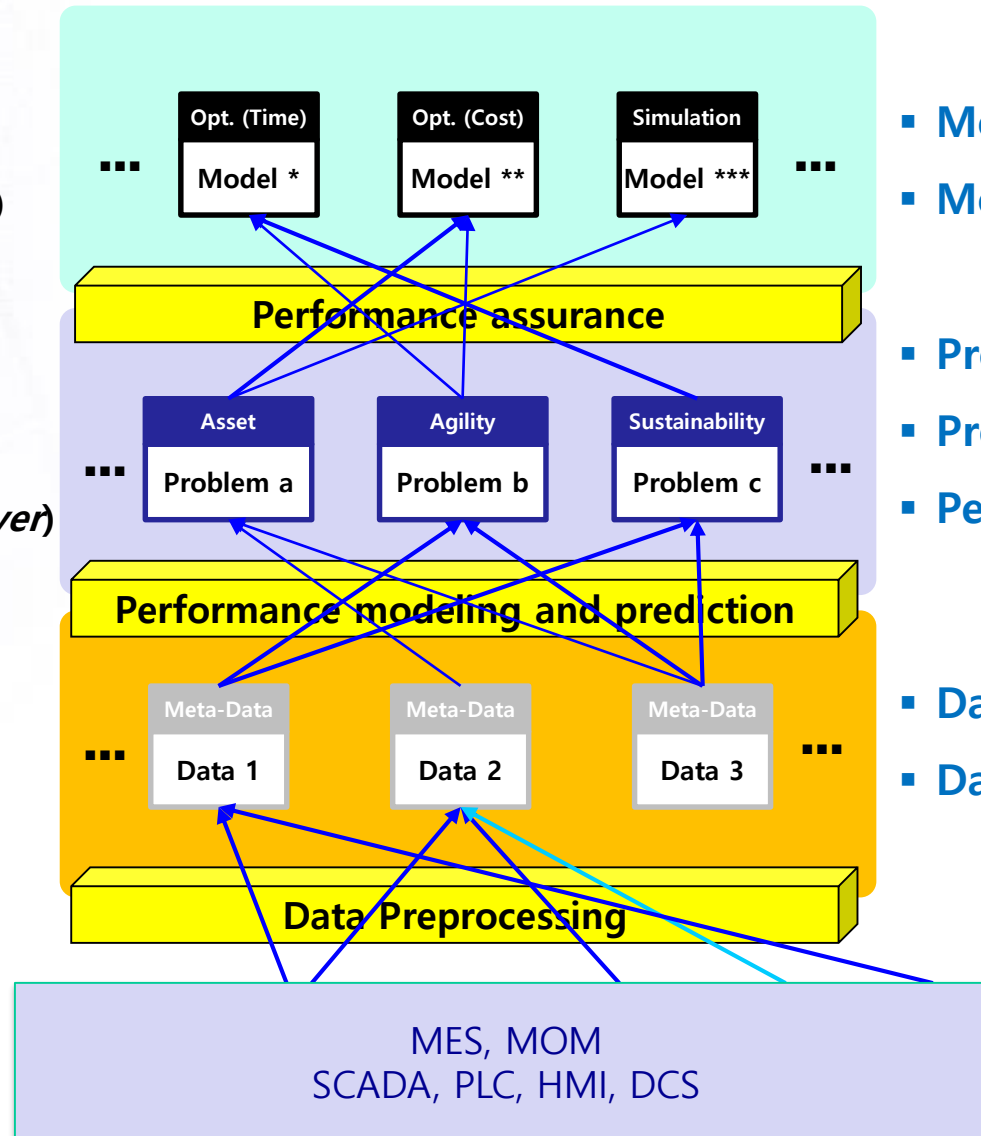 Opt. (Time)
Opt. (Cost)
Simulation
...
Model *
Model **
Model ***
...
)
Performance assurance
Asset
Agility
Sustainability
...
Problem a
Problem b
Problem c
...
Performance modeling and prediction
Meta-Data
Meta-Data
Meta-Data
...
Data 1
Data 2
Data 3
...
Data Preprocessing
MES, MOM
SCADA, PLC, HMI, DCS